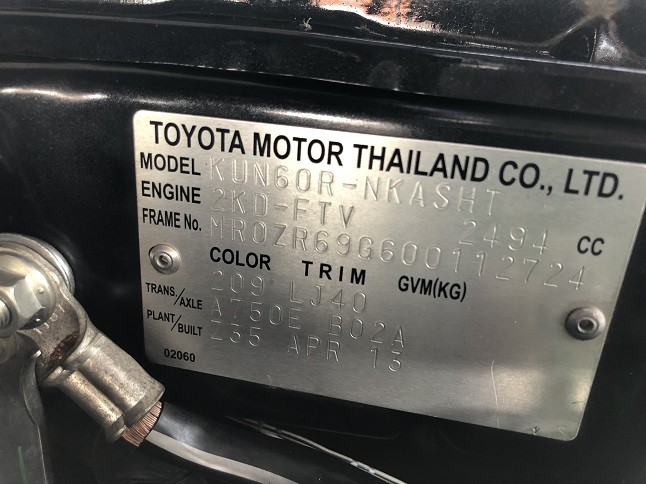 TOYOTA MOTOR THAILAND CO., LTD.
MODEL KUN60R-NKASHT
ENGINE 2KD-FTV 2494 CC
FRAME No. MR0ZR69G600112724
COLOR TRIM GVM(KG)
209 LJ40
TRANS/AXLE A750E B02A
PLANT/BUILT Z35 APR 13
02060